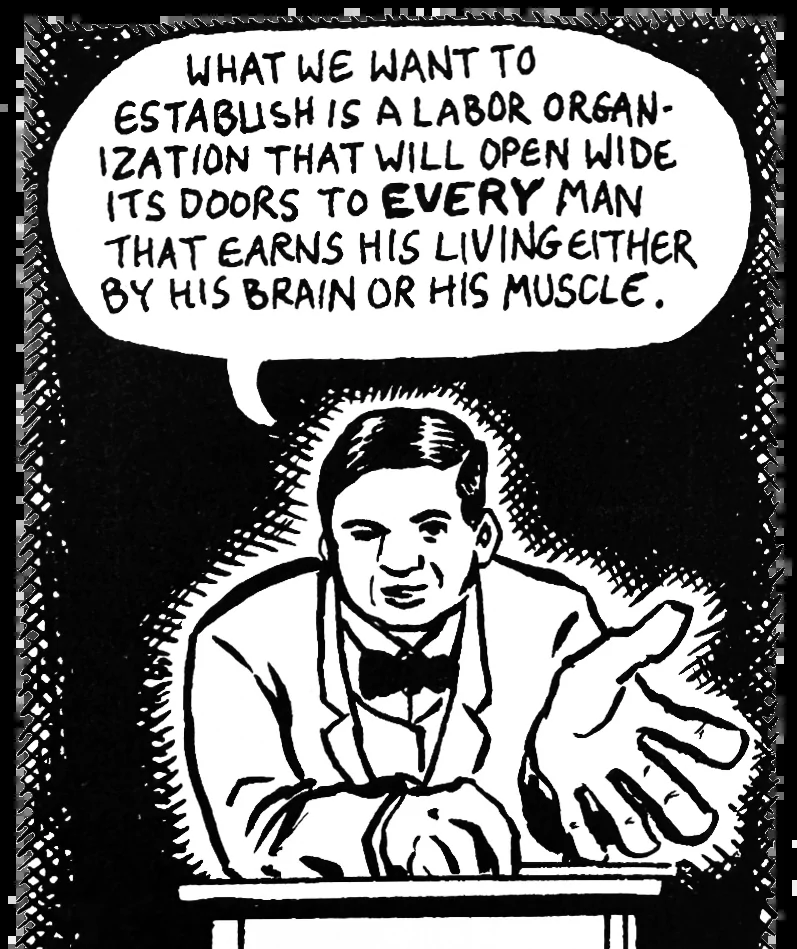 WHAT WE WANT TO
ESTABLISH IS A LABOR ORGAN-
IZATION THAT WILL OPEN WIDE
ITS DOORS TO EVERY MAN
THAT EARNS HIS LIVING EITHER
BY HIS BRAIN OR HIS MUSCLE.